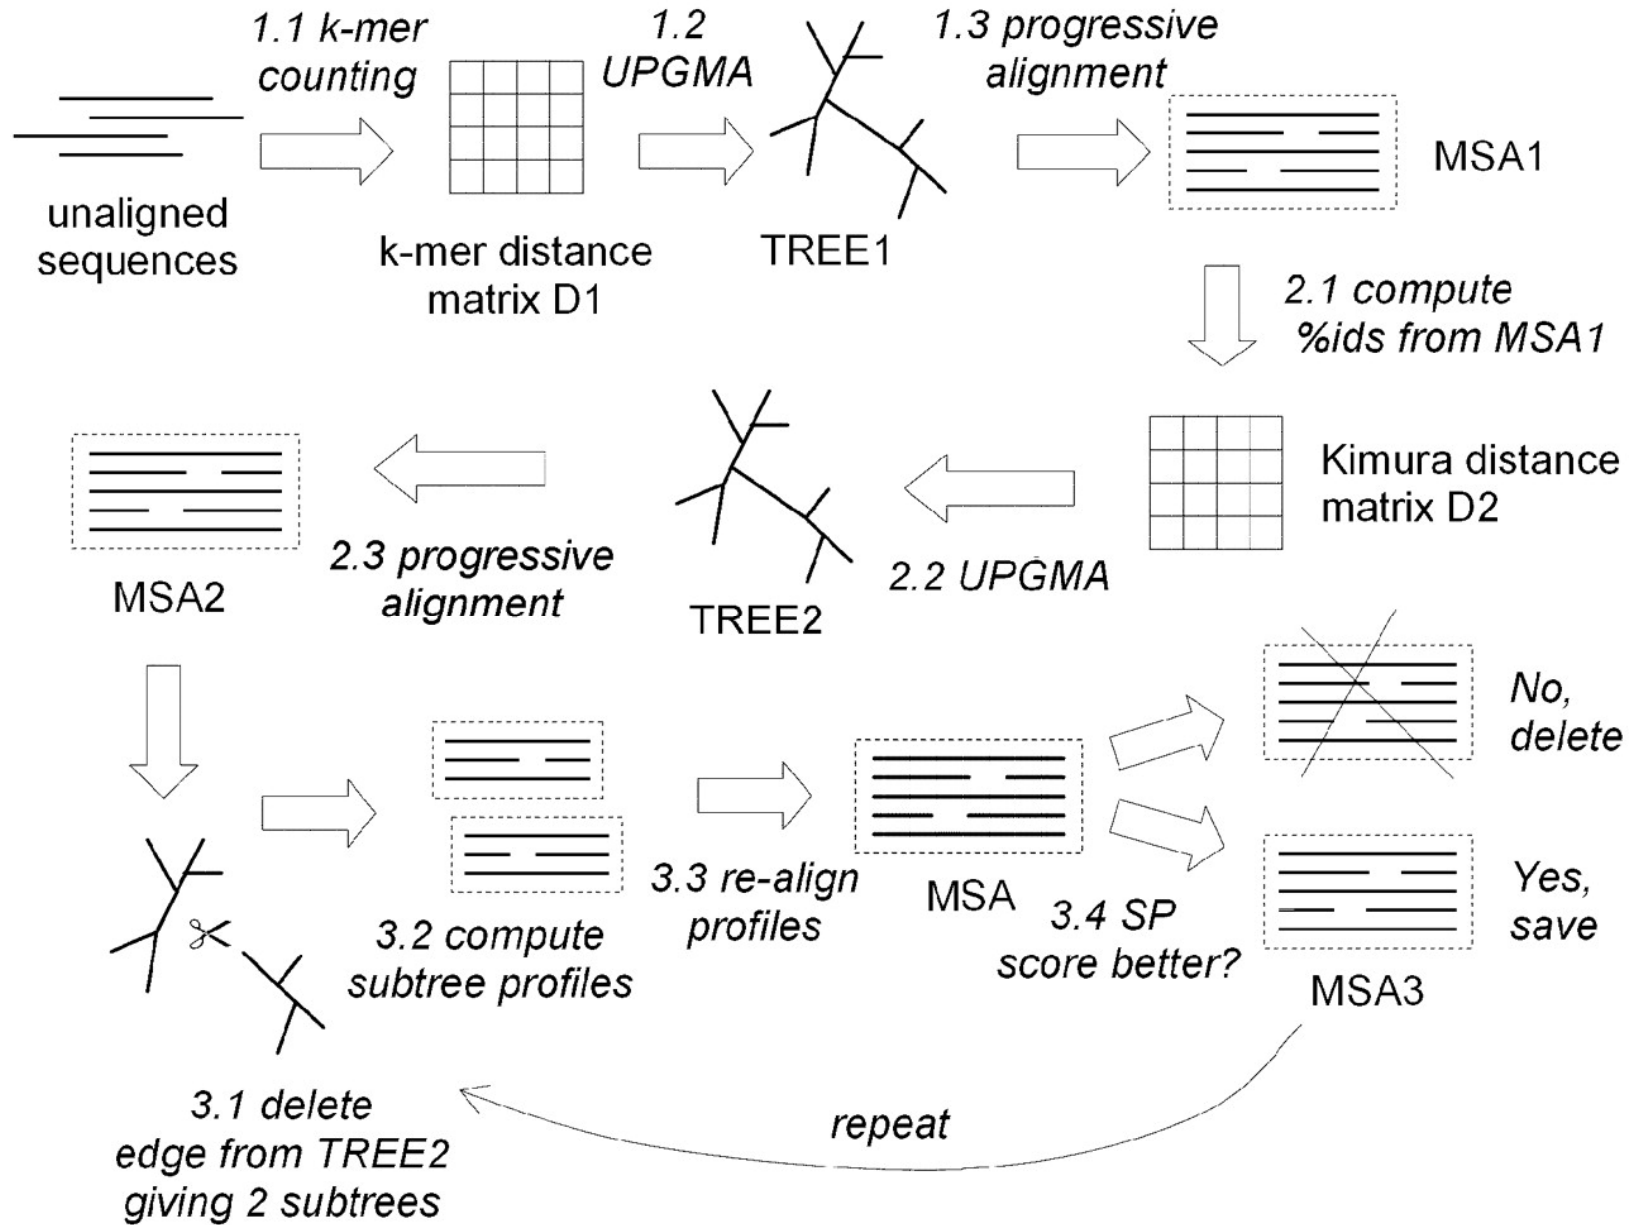 1.1 k-mer
counting
1.2
UPGMA
1.3 progressive
alignment
unaligned
sequences
k-mer distance
matrix D1
TREE1
MSA1
2.1 compute
%ids from MSA1
Kimura distance
matrix D2
2.2 UPGMA
TREE2
2.3 progressive
alignment
MSA2
3.1 delete
edge from TREE2
giving 2 subtrees
3.2 compute
subtree profiles
3.3 re-align
profiles
MSA
3.4 SP
score better?
No,
delete
Yes,
save
MSA3
repeat